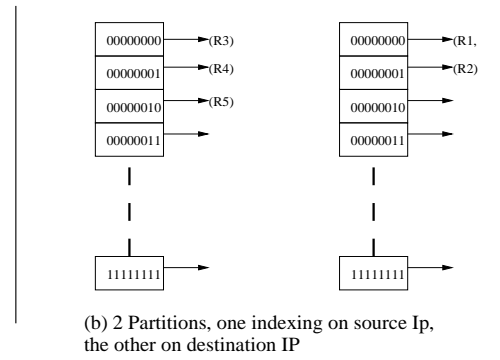 00000000 (R3) 00000000 (R1,
00000001 (R4) 00000001 (R2)
00000010 (R5) 00000010
00000011 00000011
11111111 11111111
(b) 2 Partitions, one indexing on source Ip,
the other on destination IP